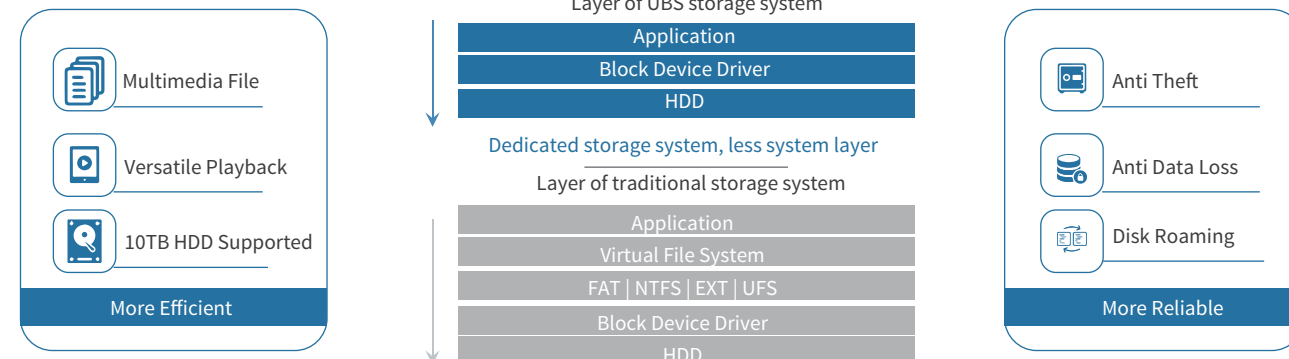 Multimedia File
Versatile Playback
10TB HDD Supported
More Efficient
Layer of UBS storage system
Application
Block Device Driver
HDD
Dedicated storage system, less system layer
Layer of traditional storage system
Application
Virtual File System
FAT | NTFS | EXT | UFS
Block Device Driver
HDD
Anti Theft
Anti Data Loss
Disk Roaming
More Reliable